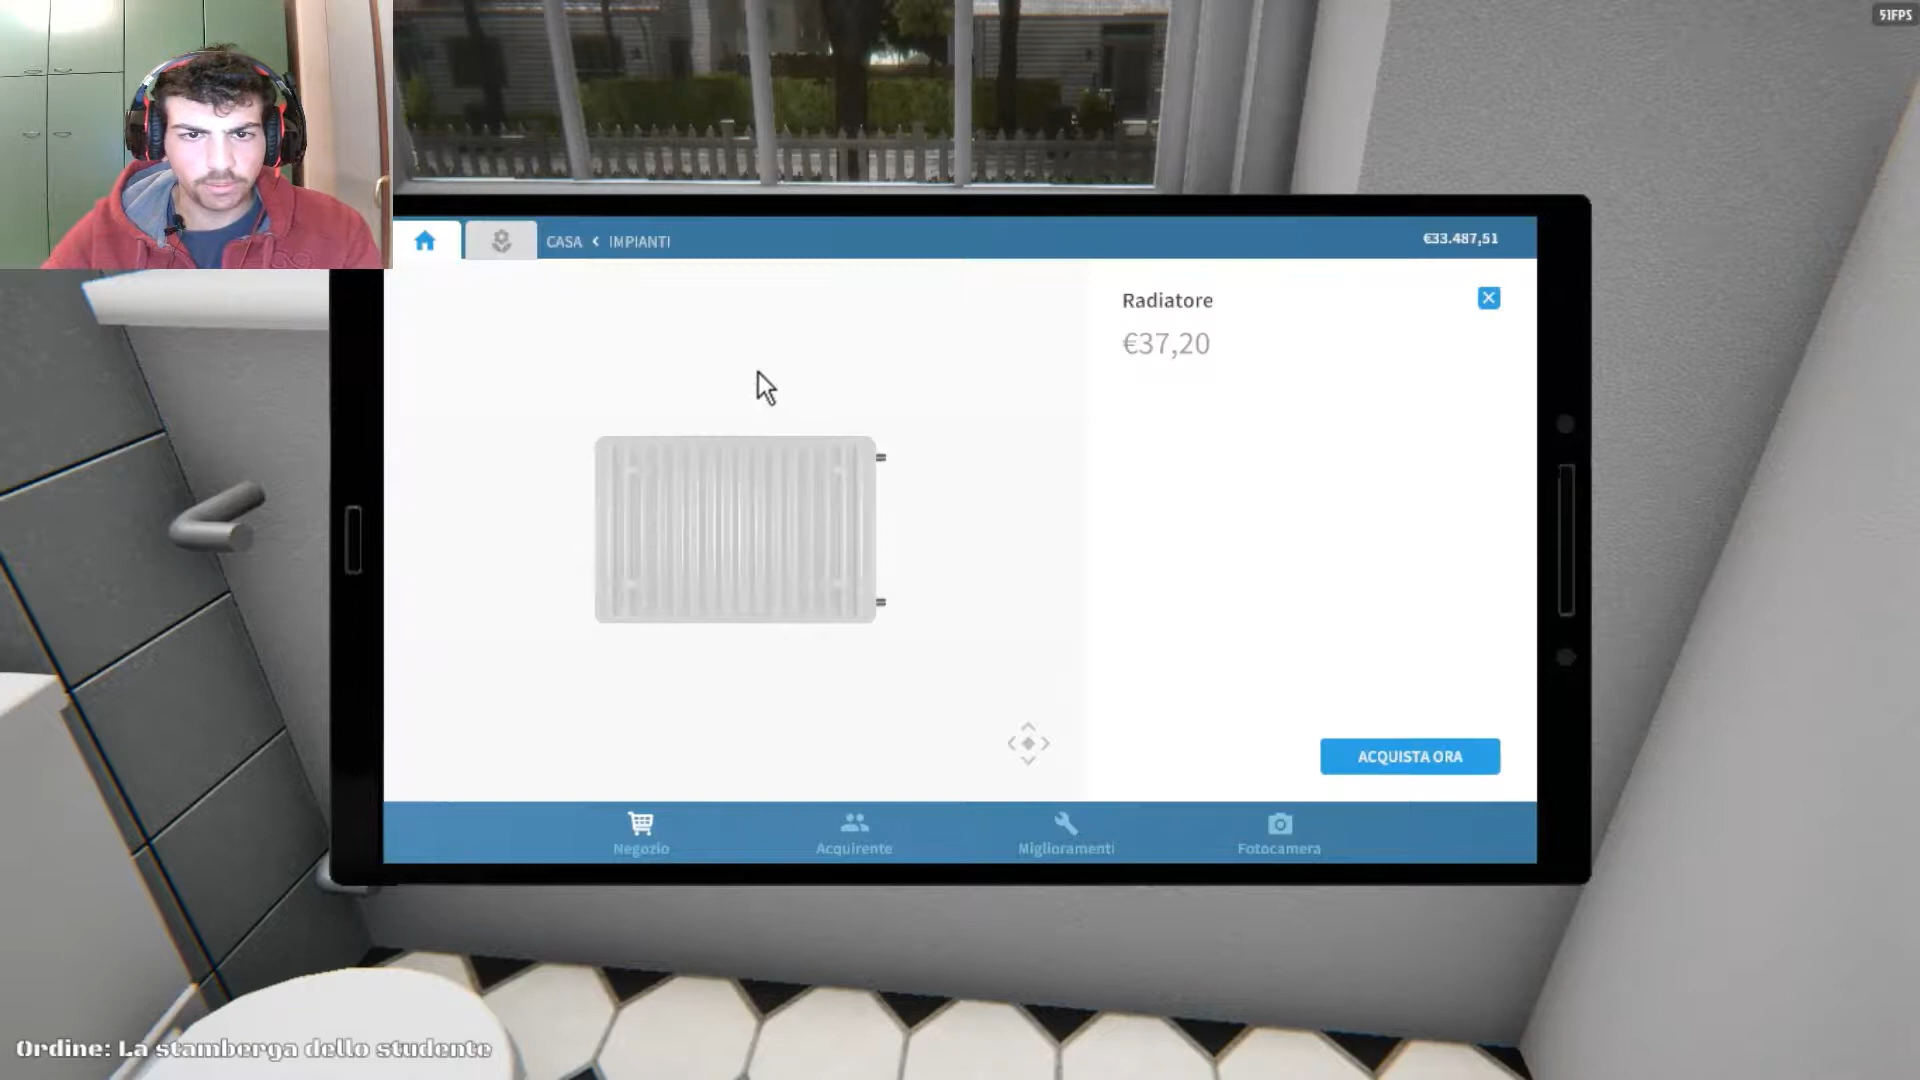 51FPS
CASA < IMPIANTI
€33.487,51
Radiatore
€37,20
ACQUISTA ORA
Negozio
Acquirente
Miglioramenti
Fotocamera
Ordine: La stamberga dello studente